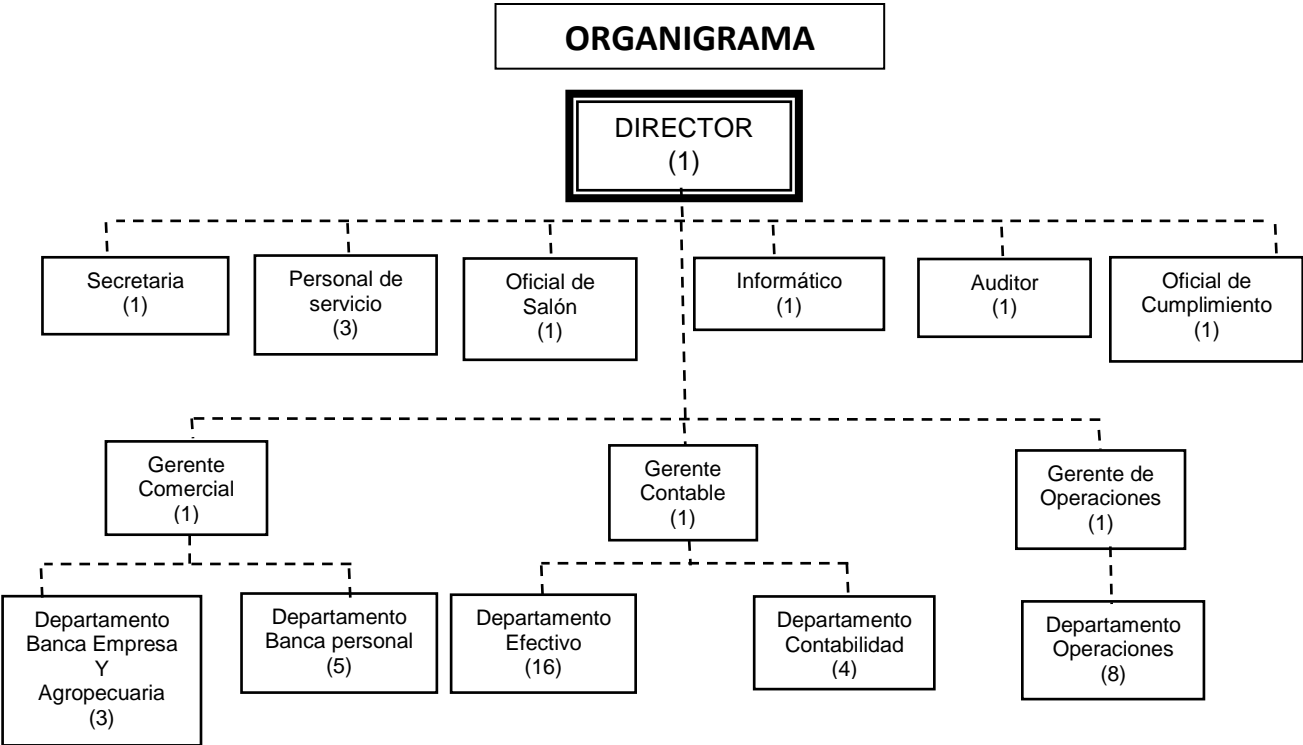 ORGANIGRAMA
DIRECTOR
(1)
Secretaria
(1)
Personal de
servicio
(3)
Oficial de
Salón
(1)
Informático
(1)
Auditor
(1)
Oficial de
Cumplimiento
(1)
Gerente
Comercial
(1)
Gerente
Contable
(1)
Gerente de
Operaciones
(1)
Departamento
Banca Empresa
Y
Agropecuaria
(3)
Departamento
Banca personal
(5)
Departamento
Efectivo
(16)
Departamento
Contabilidad
(4)
Departamento
Operaciones
(8)